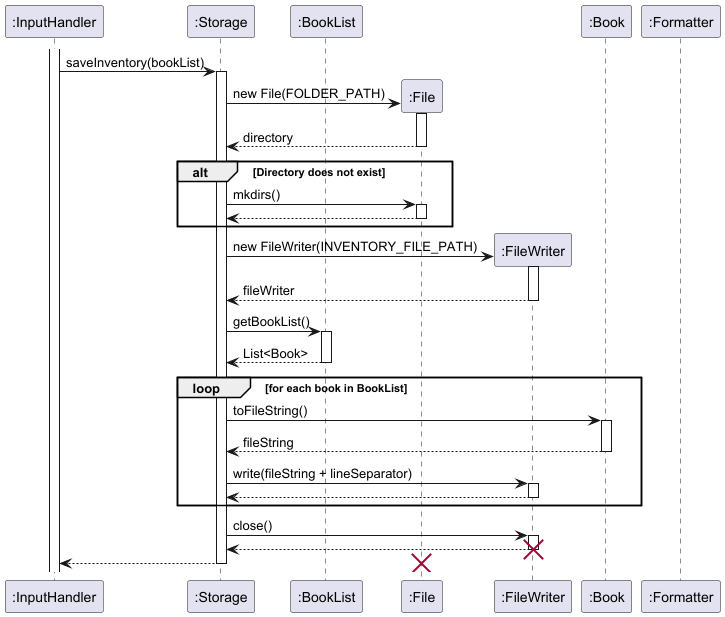 :InputHandler :Storage :BookList :Book :Formatter
saveInventory(bookList)
new File(FOLDER_PATH)
:File
directory
alt [Directory does not exist]
mkdirs()
new FileWriter(INVENTORY_FILE_PATH)
:FileWriter
fileWriter
getBookList()
List<Book>
loop [for each book in BookList]
toFileString()
fileString
write(fileString + lineSeparator)
close()
:InputHandler :Storage :BookList :File :FileWriter :Book :Formatter